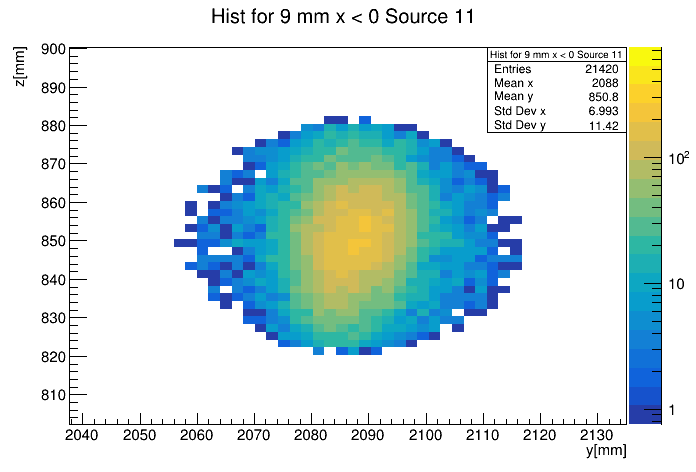 Hist for 9 mm x < 0 Source 11
z[mm]
Hist for 9 mm x < 0 Source 11
Entries 21420
Mean x 2088
Mean y 850.8
Std Dev x 6.993
Std Dev y 11.42
900
890
880
870
860
850
840
830
820
810
10²
10
1
2040 2050 2060 2070 2080 2090 2100 2110 2120 2130
y[mm]